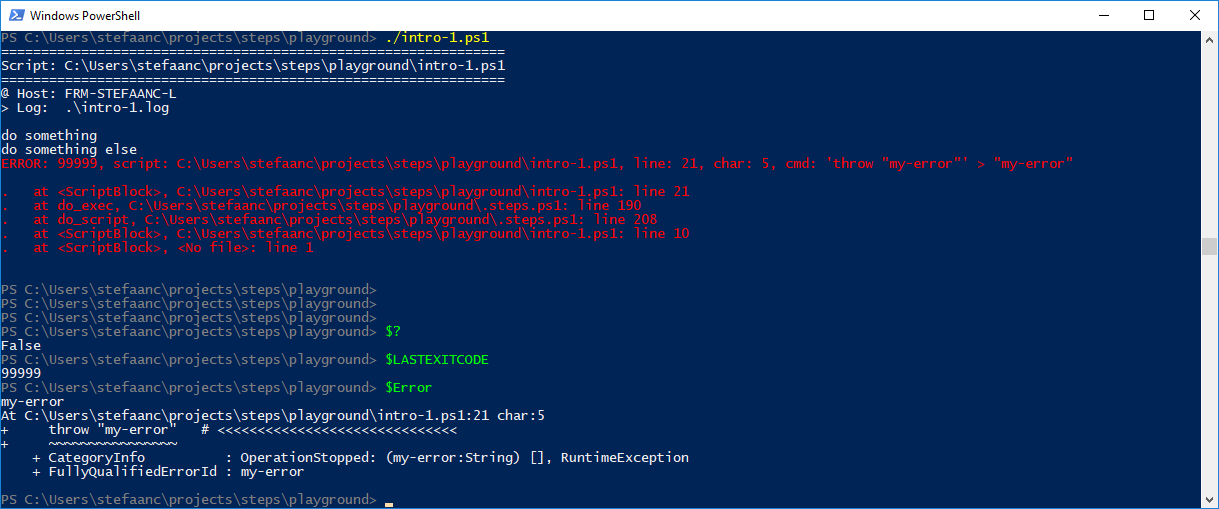 Windows PowerShell
PS C:\Users\stefaanc\projects\steps\playground> ./intro-1.ps1
===============================================================
Script: C:\Users\stefaanc\projects\steps\playground\intro-1.ps1
===============================================================
@ Host: FRM-STEFAANC-L
> Log:  .\intro-1.log
do something
do something else
ERROR: 99999, script: C:\Users\stefaanc\projects\steps\playground\intro-1.ps1, line: 21, char: 5, cmd: 'throw "my-error"' > "my-error"
.   at <ScriptBlock>, C:\Users\stefaanc\projects\steps\playground\intro-1.ps1: line 21
.   at do_exec, C:\Users\stefaanc\projects\steps\playground\.steps.ps1: line 190
.   at do_script, C:\Users\stefaanc\projects\steps\playground\.steps.ps1: line 208
.   at <ScriptBlock>, C:\Users\stefaanc\projects\steps\playground\intro-1.ps1: line 10
.   at <ScriptBlock>, <No file>: line 1
PS C:\Users\stefaanc\projects\steps\playground>
PS C:\Users\stefaanc\projects\steps\playground>
PS C:\Users\stefaanc\projects\steps\playground>
PS C:\Users\stefaanc\projects\steps\playground> $?
False
PS C:\Users\stefaanc\projects\steps\playground> $LASTEXITCODE
99999
PS C:\Users\stefaanc\projects\steps\playground> $Error
my-error
At C:\Users\stefaanc\projects\steps\playground\intro-1.ps1:21 char:5
+     throw "my-error"   # <<<<<<<<<<<<<<<<<<<<<<<<<<<<<<
+     ~~~~~~~~~~~~~~~~
    + CategoryInfo          : OperationStopped: (my-error:String) [], RuntimeException
    + FullyQualifiedErrorId : my-error
PS C:\Users\stefaanc\projects\steps\playground>